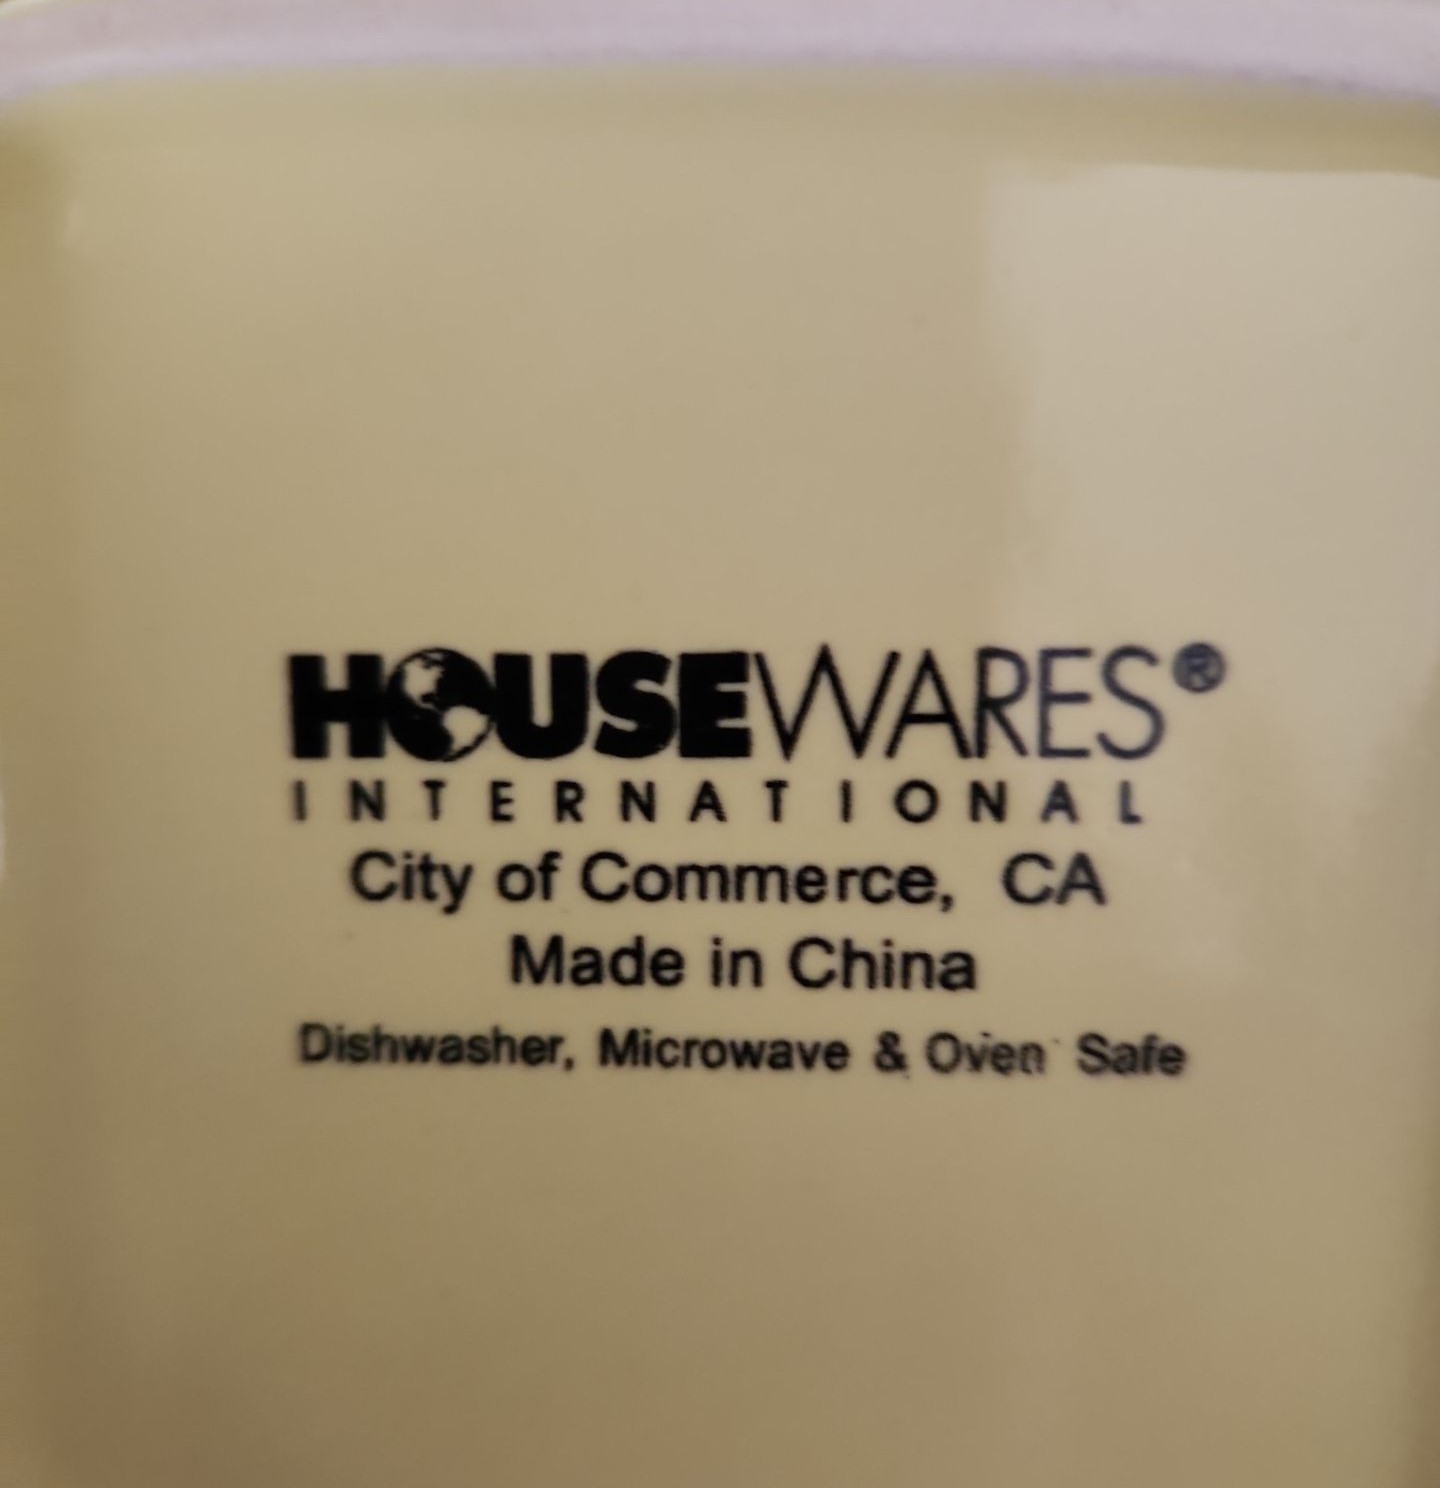 HOUSEWARES®
INTERNATIONAL
City of Commerce, CA
Made in China
Dishwasher, Microwave & Oven Safe